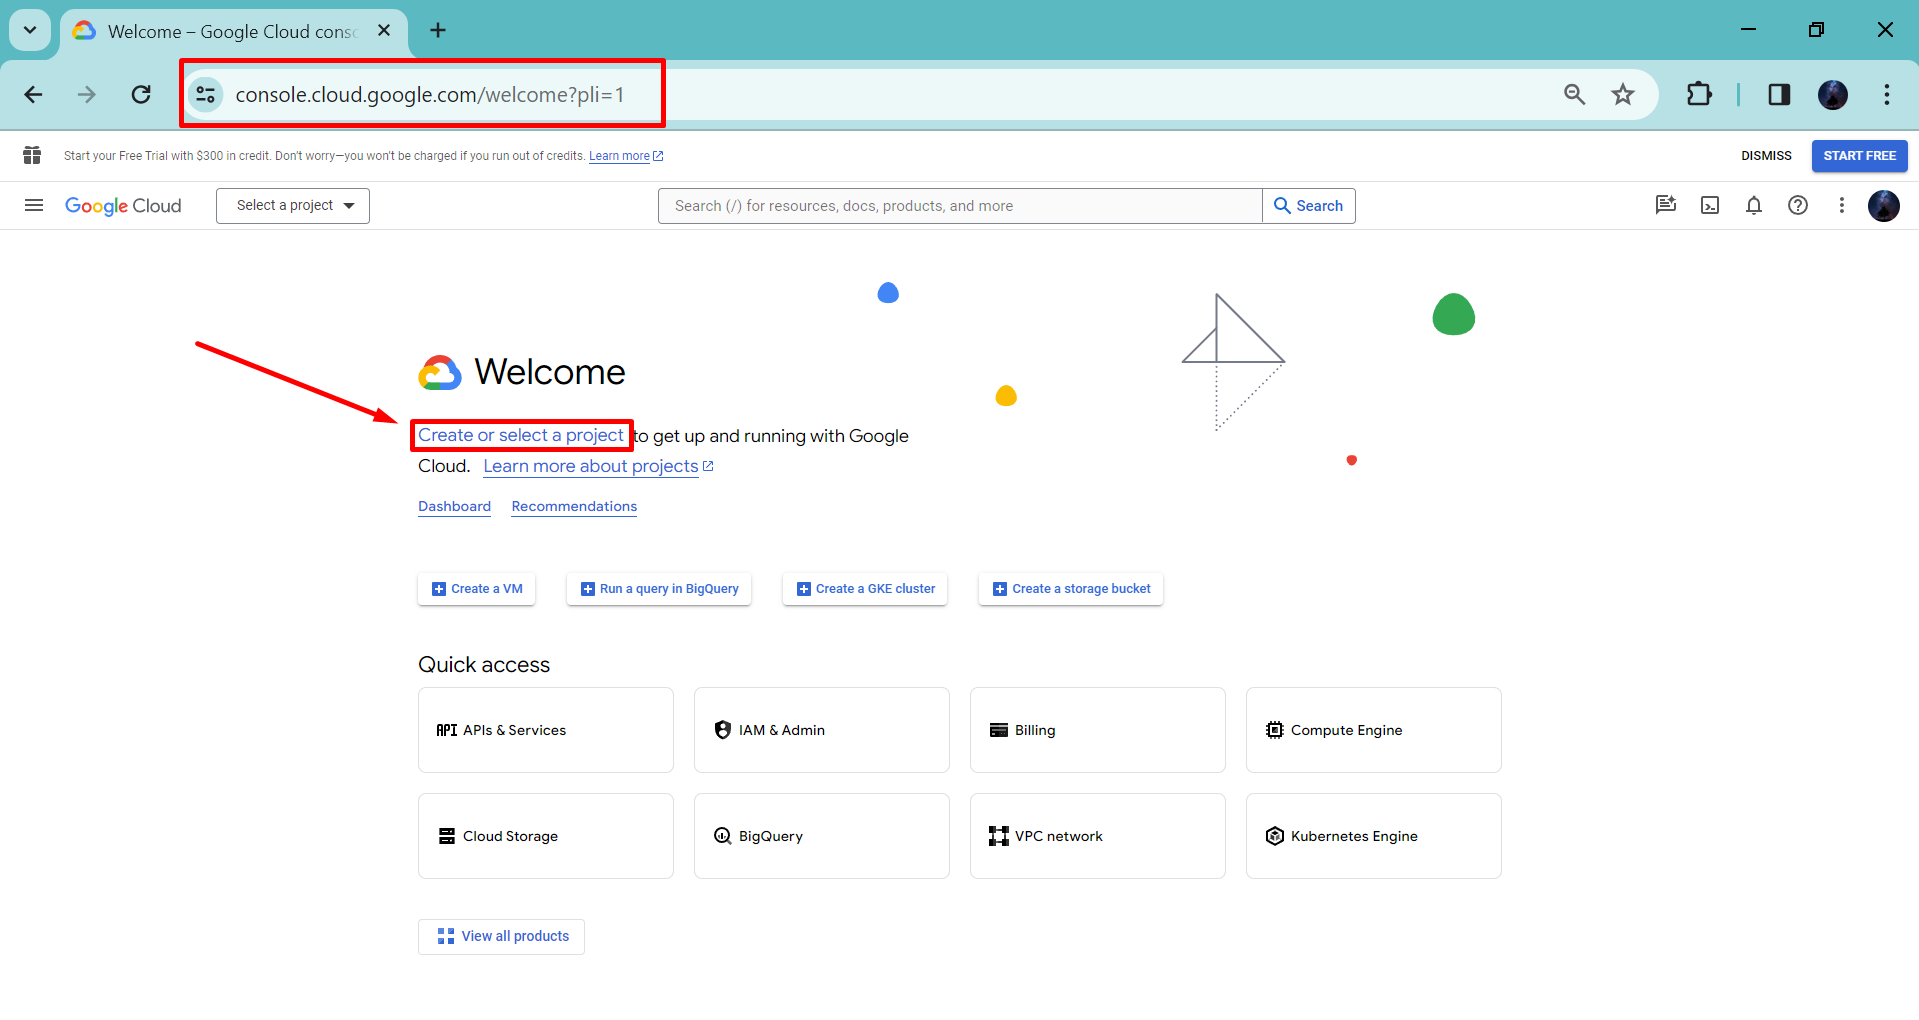 Welcome – Google Cloud conso
console.cloud.google.com/welcome?pli=1
Start your Free Trial with $300 in credit. Don't worry—you won't be charged if you run out of credits. Learn more
DISMISS
START FREE
Google Cloud
Select a project
Search (/) for resources, docs, products, and more
Search
Welcome
Create or select a project to get up and running with Google
Cloud. Learn more about projects
Dashboard
Recommendations
Create a VM
Run a query in BigQuery
Create a GKE cluster
Create a storage bucket
Quick access
API APIs & Services
IAM & Admin
Billing
Compute Engine
Cloud Storage
BigQuery
VPC network
Kubernetes Engine
View all products